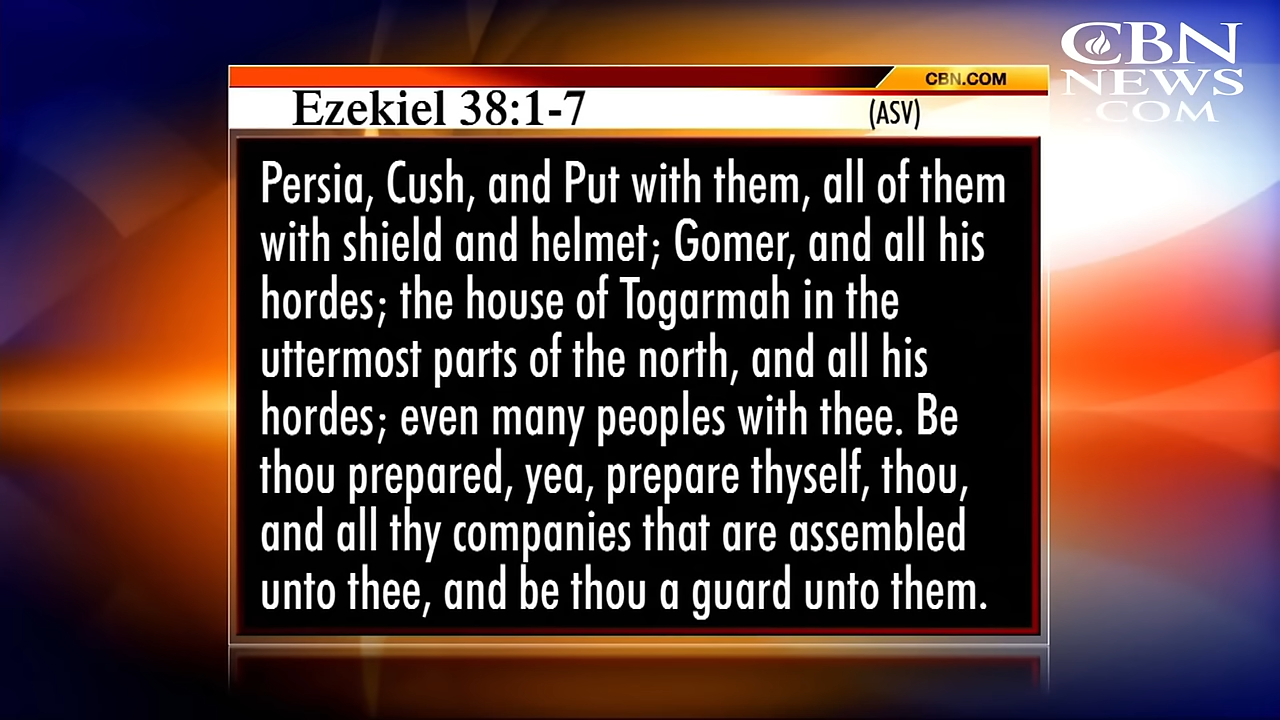 CBN
NEWS
.COM
CBN.COM
Ezekiel 38:1-7 (ASV)
Persia, Cush, and Put with them, all of them
with shield and helmet; Gomer, and all his
hordes; the house of Togarmah in the
uttermost parts of the north, and all his
hordes; even many peoples with thee. Be
thou prepared, yea, prepare thyself, thou,
and all thy companies that are assembled
unto thee, and be thou a guard unto them.